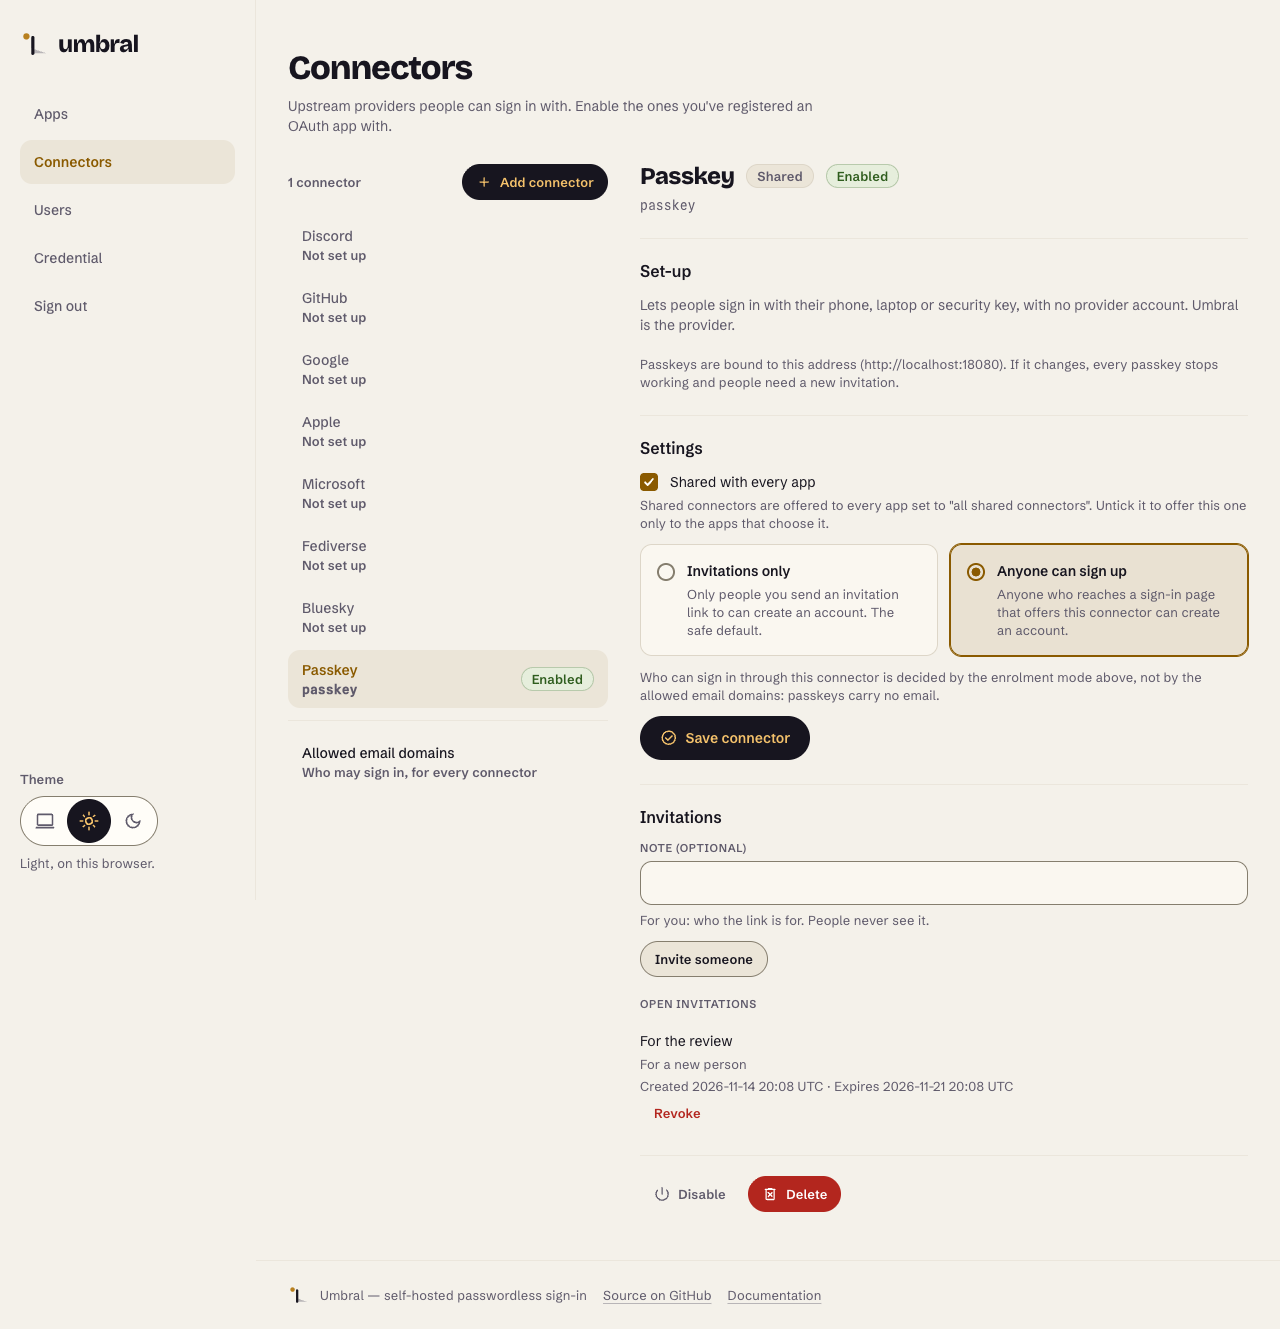 umbral
Apps
Connectors
Users
Credential
Sign out
Theme
Light, on this browser.
Connectors
Upstream providers people can sign in with. Enable the ones you've registered an
OAuth app with.
1 connector
Add connector
Discord
Not set up
GitHub
Not set up
Google
Not set up
Apple
Not set up
Microsoft
Not set up
Fediverse
Not set up
Bluesky
Not set up
Passkey
passkey
Enabled
Allowed email domains
Who may sign in, for every connector
Passkey Shared Enabled
passkey
Set-up
Lets people sign in with their phone, laptop or security key, with no provider account. Umbral
is the provider.
Passkeys are bound to this address (http://localhost:18080). If it changes, every passkey stops
working and people need a new invitation.
Settings
Shared with every app
Shared connectors are offered to every app set to "all shared connectors". Untick it to offer this one
only to the apps that choose it.
Invitations only
Only people you send an invitation
link to can create an account. The
safe default.
Anyone can sign up
Anyone who reaches a sign-in page
that offers this connector can create
an account.
Who can sign in through this connector is decided by the enrolment mode above, not by the
allowed email domains: passkeys carry no email.
Save connector
Invitations
NOTE (OPTIONAL)
For you: who the link is for. People never see it.
Invite someone
OPEN INVITATIONS
For the review
For a new person
Created 2026-11-14 20:08 UTC · Expires 2026-11-21 20:08 UTC
Revoke
Disable
Delete
Umbral — self-hosted passwordless sign-in Source on GitHub Documentation